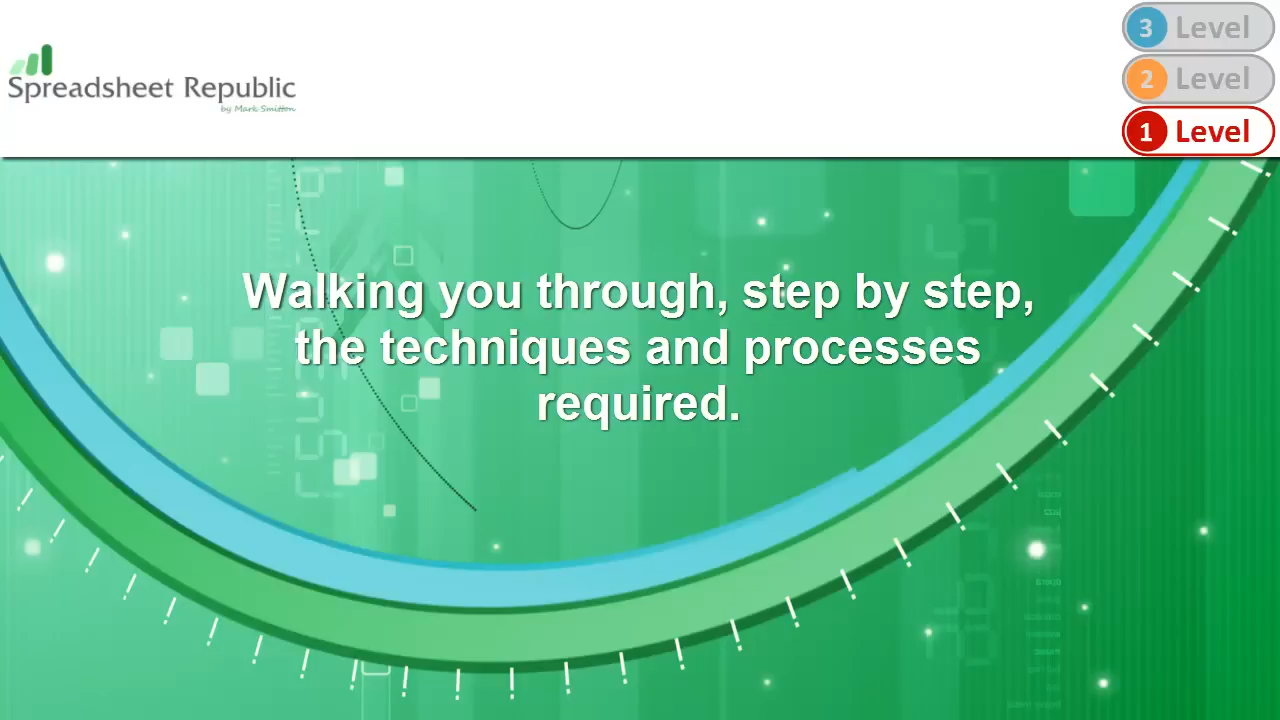 Spreadsheet Republic
by Mark Smitton
3 Level
2 Level
1 Level
Walking you through, step by step,
the techniques and processes
required.